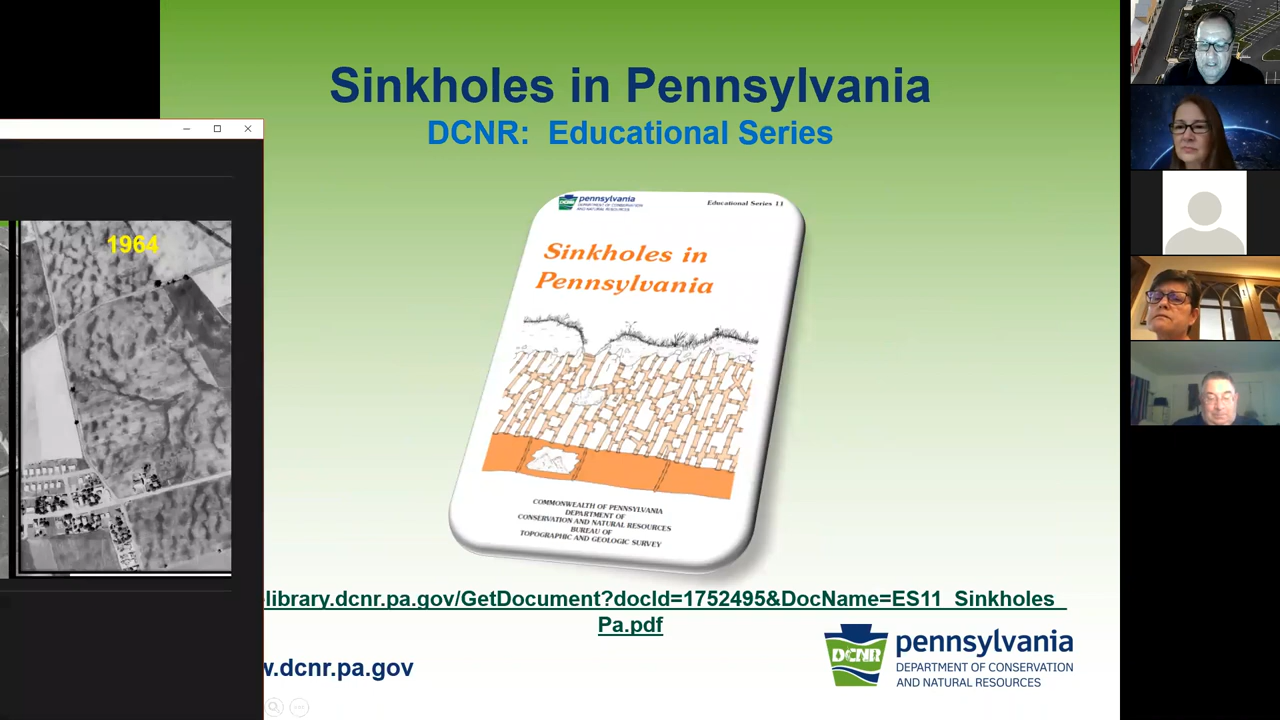 Sinkholes in Pennsylvania
DCNR: Educational Series
1964
pennsylvania
DEPARTMENT OF CONSERVATION
AND NATURAL RESOURCES
Educational Series 11
Sinkholes in
Pennsylvania
COMMONWEALTH OF PENNSYLVANIA
DEPARTMENT OF
CONSERVATION AND NATURAL RESOURCES
BUREAU OF
TOPOGRAPHIC AND GEOLOGIC SURVEY
elibrary.dcnr.pa.gov/GetDocument?docId=1752495&DocName=ES11_Sinkholes_
Pa.pdf
w.dcnr.pa.gov
DCNR
pennsylvania
DEPARTMENT OF CONSERVATION
AND NATURAL RESOURCES